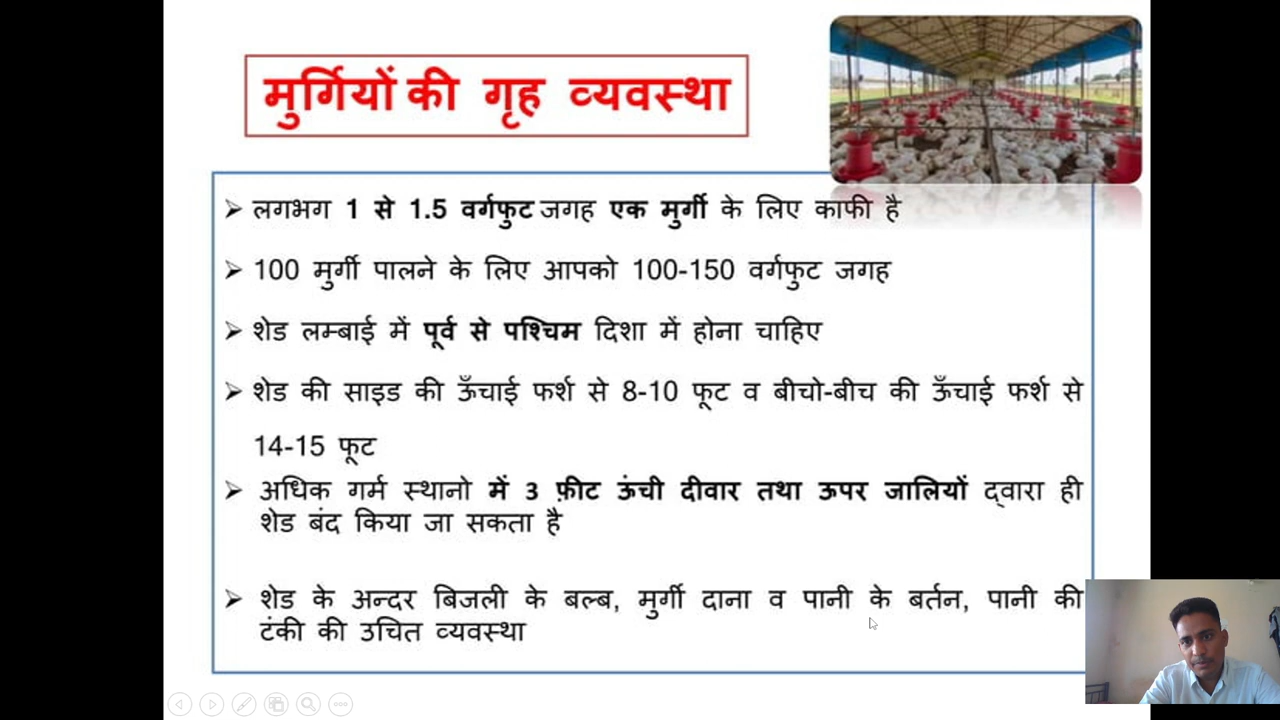 मुर्गियों की गृह व्यवस्था
➢ लगभग 1 से 1.5 वर्गफुट जगह एक मुर्गी के लिए काफी है
➢ 100 मुर्गी पालने के लिए आपको 100-150 वर्गफुट जगह
➢ शेड लम्बाई में पूर्व से पश्चिम दिशा में होना चाहिए
➢ शेड की साइड की ऊँचाई फर्श से 8-10 फूट व बीचो-बीच की ऊँचाई फर्श से
14-15 फूट
➢ अधिक गर्म स्थानो में 3 फ़ीट ऊंची दीवार तथा ऊपर जालियों द्वारा ही
शेड बंद किया जा सकता है
➢ शेड के अन्दर बिजली के बल्ब, मुर्गी दाना व पानी के बर्तन, पानी की
टंकी की उचित व्यवस्था